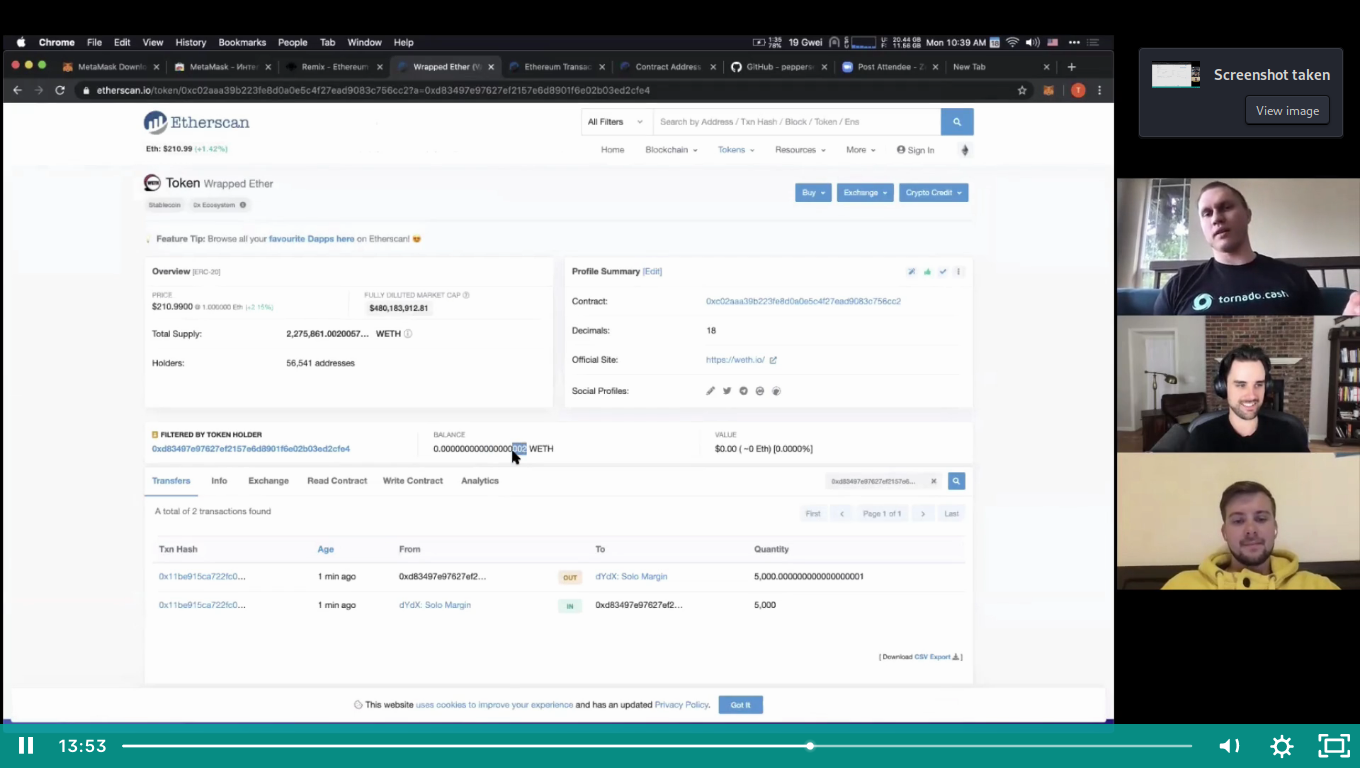 Chrome File Edit View History Bookmarks People Tab Window Help
1:35 78% 19 Gwei U: 20.44 GB F: 11.56 GB Mon 10:39 AM
Screenshot taken
View image
MetaMask Downl Remix - Ethereum Wrapped Ether (W Ethereum Transac Contract Address GitHub - peppers Post Attendee - Z New Tab
etherscan.io/token/0xc02aaa39b223fe8d0a0e5c4f27ead9083c756cc2?a=0xd83497e97627ef2157e6d8901f6e02b03ed2cfe4
Etherscan
All Filters Search by Address / Txn Hash / Block / Token / Ens
Eth: $210.99 (+1.42%)
Home Blockchain Tokens Resources More Sign In
Token Wrapped Ether
Buy Exchange Crypto Credit
Stablecoin 0x Ecosystem
Feature Tip: Browse all your favourite Dapps here on Etherscan!
Overview [ERC-20]
PRICE
$210.9900 @ 1.000000 Eth (+2.15%)
FULLY DILUTED MARKET CAP
$480,183,912.81
Total Supply: 2,275,861.0020057... WETH
Holders: 56,541 addresses
Profile Summary [Edit]
Contract: 0xc02aaa39b223fe8d0a0e5c4f27ead9083c756cc2
Decimals: 18
Official Site: https://weth.io/
Social Profiles:
FILTERED BY TOKEN HOLDER
0xd83497e97627ef2157e6d8901f6e02b03ed2cfe4
BALANCE
WETH
VALUE
$0.00 ( ~0 Eth) [0.0000%]
Transfers Info Exchange Read Contract Write Contract Analytics
0xd83497e97627ef2157e6...
A total of 2 transactions found
First Page 1 of 1 Last
Txn Hash Age From To Quantity
0x11be915ca722fc0... 1 min ago 0xd83497e97627ef2... OUT dYdX: Solo Margin 5,000.000000000000000001
0x11be915ca722fc0... 1 min ago dYdX: Solo Margin IN 0xd83497e97627ef2... 5,000
[ Download CSV Export ]
This website uses cookies to improve your experience and has an updated Privacy Policy. Got It
tornado.cash
13:53